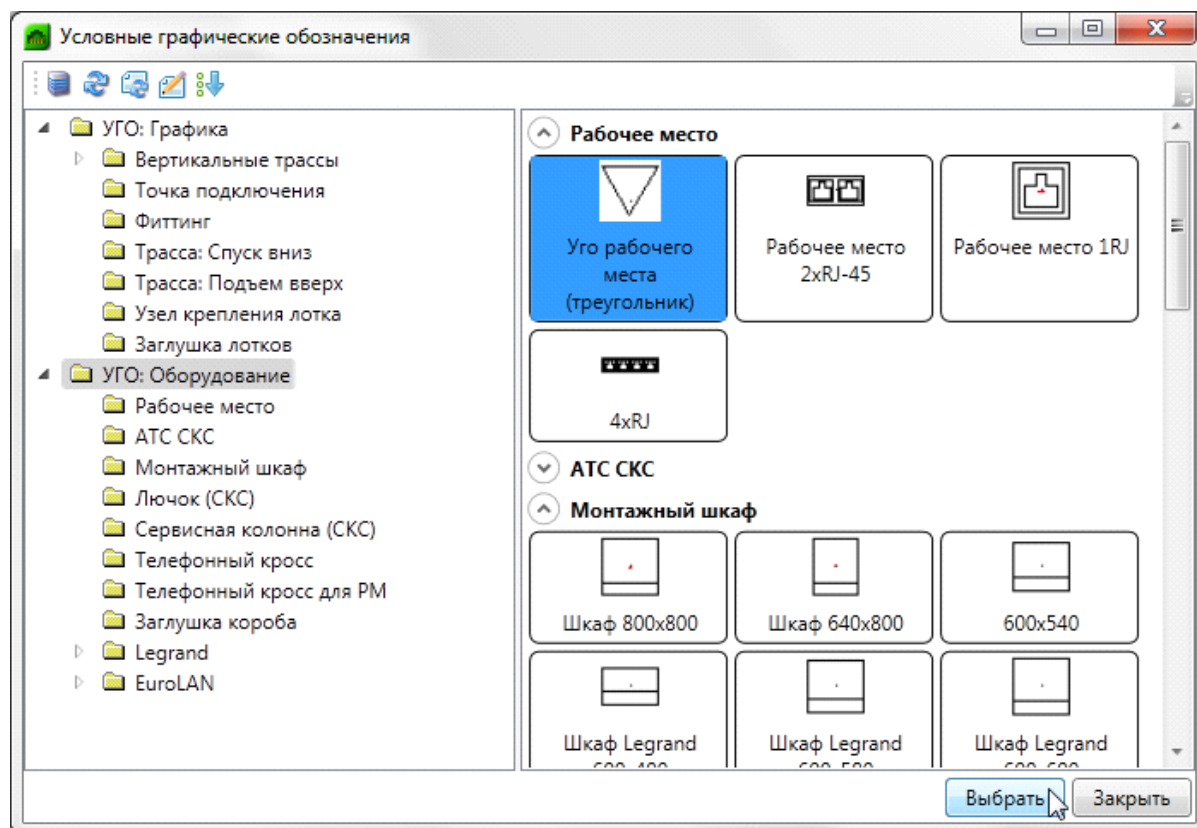 Условные графические обозначения
УГО: Графика
Вертикальные трассы
Точка подключения
Фиттинг
Трасса: Спуск вниз
Трасса: Подъем вверх
Узел крепления лотка
Заглушка лотков
УГО: Оборудование
Рабочее место
АТС СКС
Монтажный шкаф
Лючок (СКС)
Сервисная колонна (СКС)
Телефонный кросс
Телефонный кросс для РМ
Заглушка короба
Legrand
EuroLAN
Рабочее место
Уго рабочего
места
(треугольник)
Рабочее место
2xRJ-45
Рабочее место 1RJ
4xRJ
АТС СКС
Монтажный шкаф
Шкаф 800x800
Шкаф 640x800
600x540
Шкаф Legrand
Шкаф Legrand
Шкаф Legrand
Выбрать
Закрыть